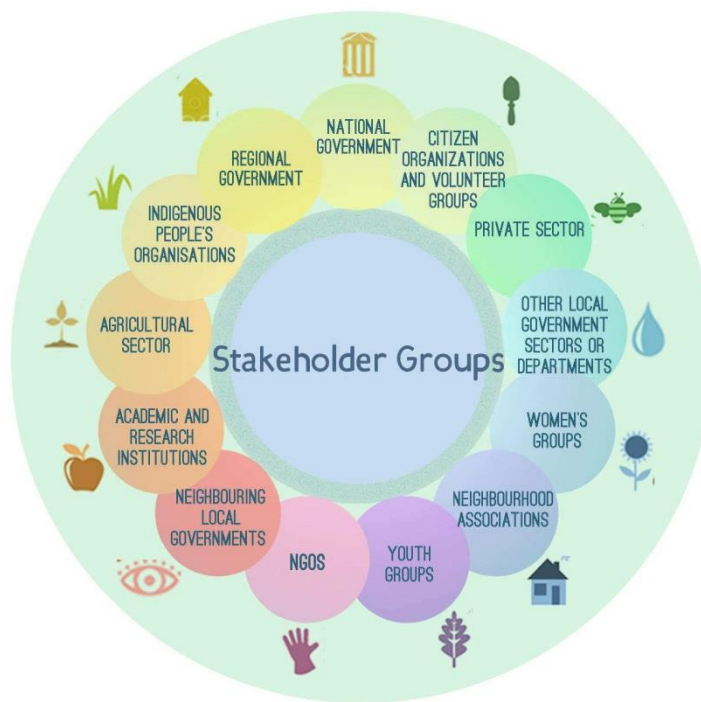 NATIONAL
GOVERNMENT
CITIZEN
ORGANIZATIONS
AND VOLUNTEER
GROUPS
PRIVATE SECTOR
OTHER LOCAL
GOVERNMENT
SECTORS OR
DEPARTMENTS
WOMEN'S
GROUPS
NEIGHBOURHOOD
ASSOCIATIONS
YOUTH
GROUPS
NGOS
NEIGHBOURING
LOCAL
GOVERNMENTS
ACADEMIC AND
RESEARCH
INSTITUTIONS
AGRICULTURAL
SECTOR
INDIGENOUS
PEOPLE'S
ORGANISATIONS
REGIONAL
GOVERNMENT
Stakeholder Groups